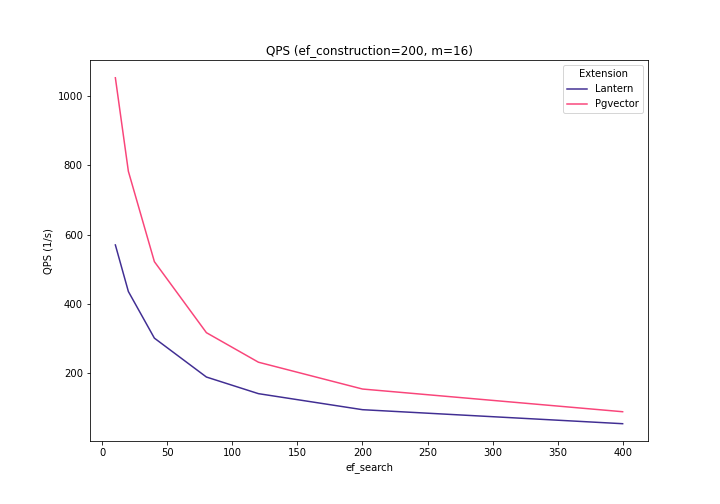 QPS (ef_construction=200, m=16)
Extension
Lantern
Pgvector
1000
800
600
400
200
QPS (1/s)
0 50 100 150 200 250 300 350 400
ef_search